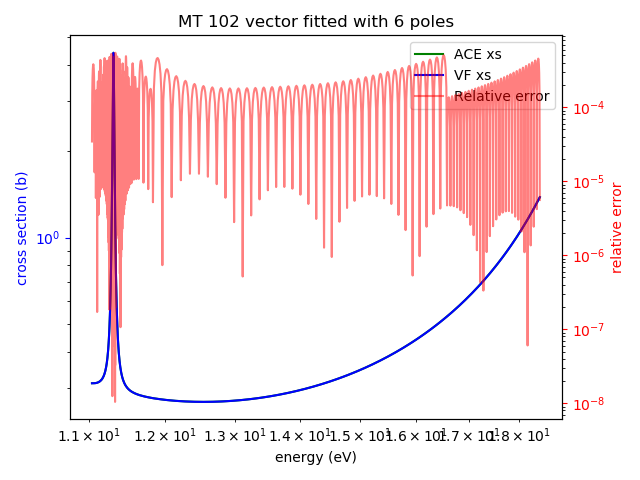 MT 102 vector fitted with 6 poles
ACE xs
VF xs
Relative error
cross section (b)
10⁰
10⁻⁴
10⁻⁵
10⁻⁶
10⁻⁷
10⁻⁸
relative error
1.1 × 10¹ 1.2 × 10¹ 1.3 × 10¹ 1.4 × 10¹ 1.5 × 10¹ 1.6 × 10¹ 1.7 × 10¹ 1.8 × 10¹
energy (eV)